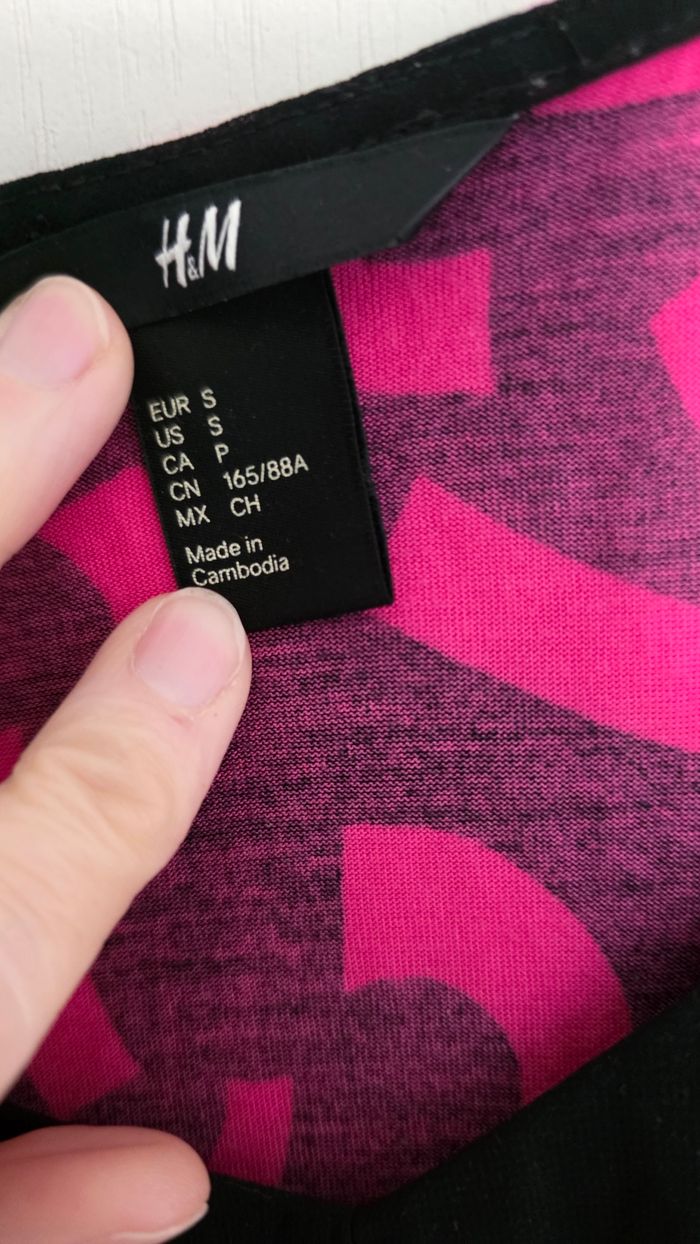 H&M
EUR S
US S
CA P
CN 165/88A
MX CH
Made in
Cambodia